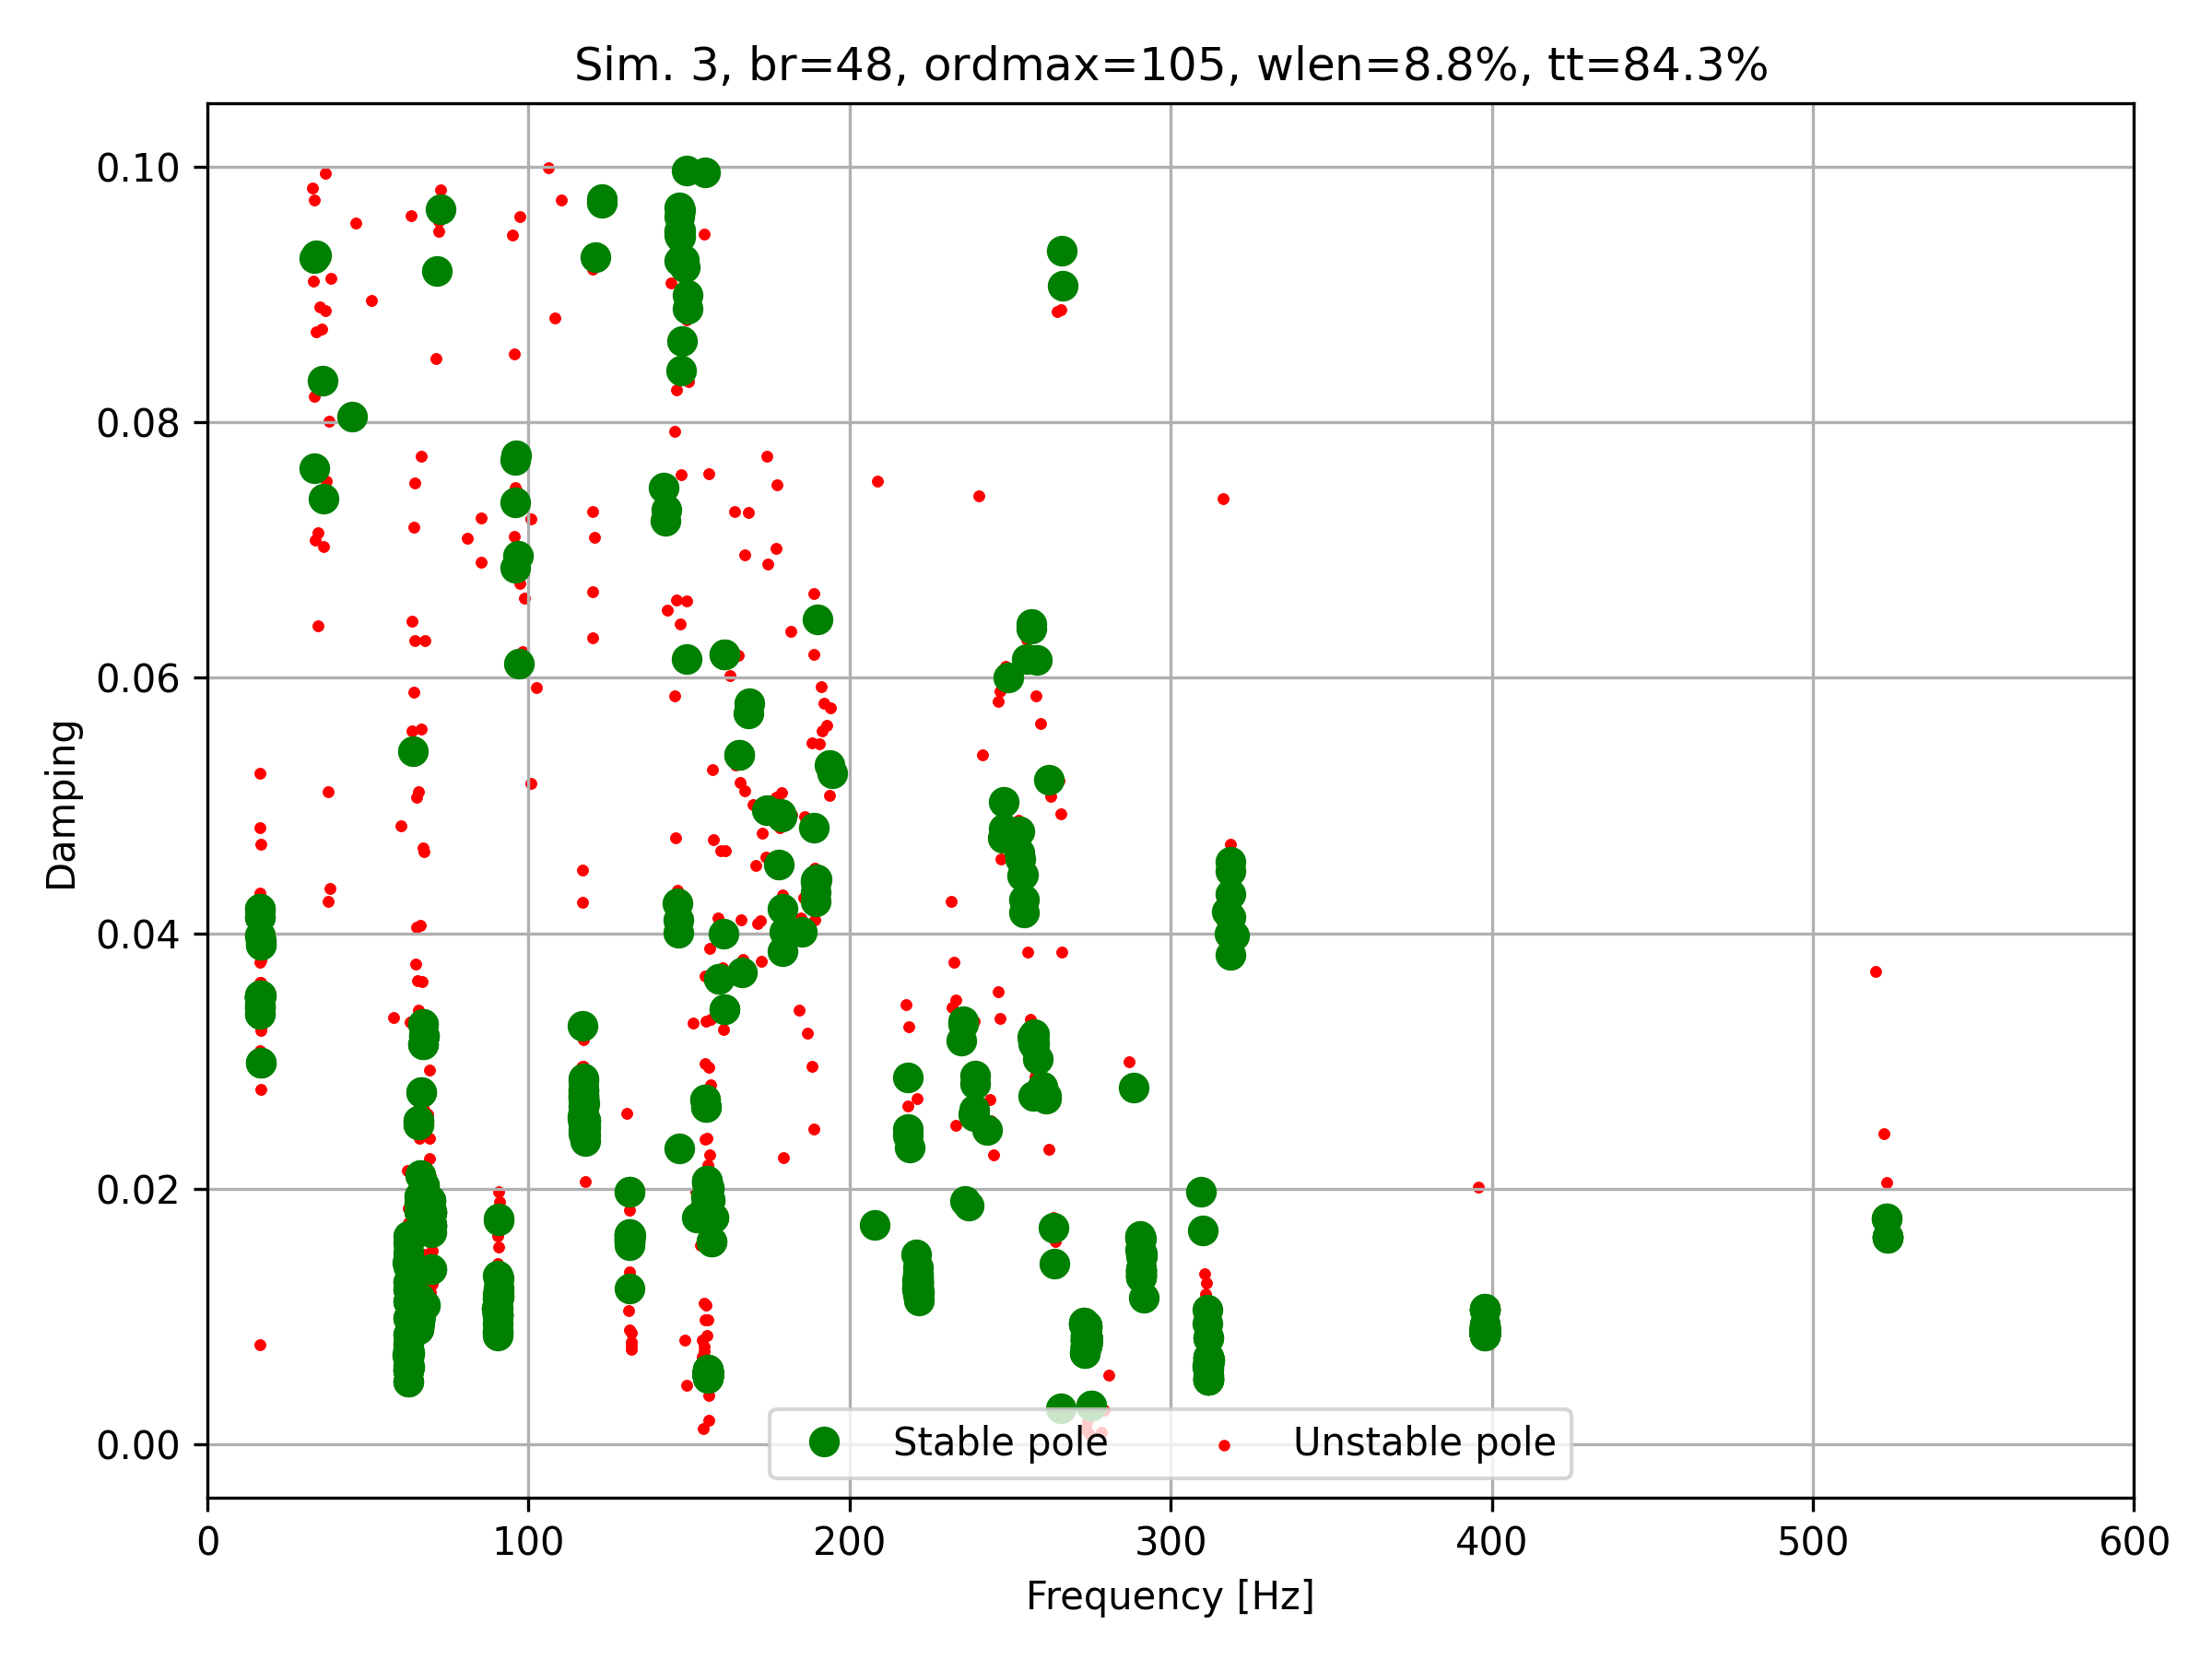 Sim. 3, br=48, ordmax=105, wlen=8.8%, tt=84.3%
0.10
0.08
0.06
0.04
0.02
0.00
Damping
Stable pole Unstable pole
0 100 200 300 400 500 600
Frequency [Hz]